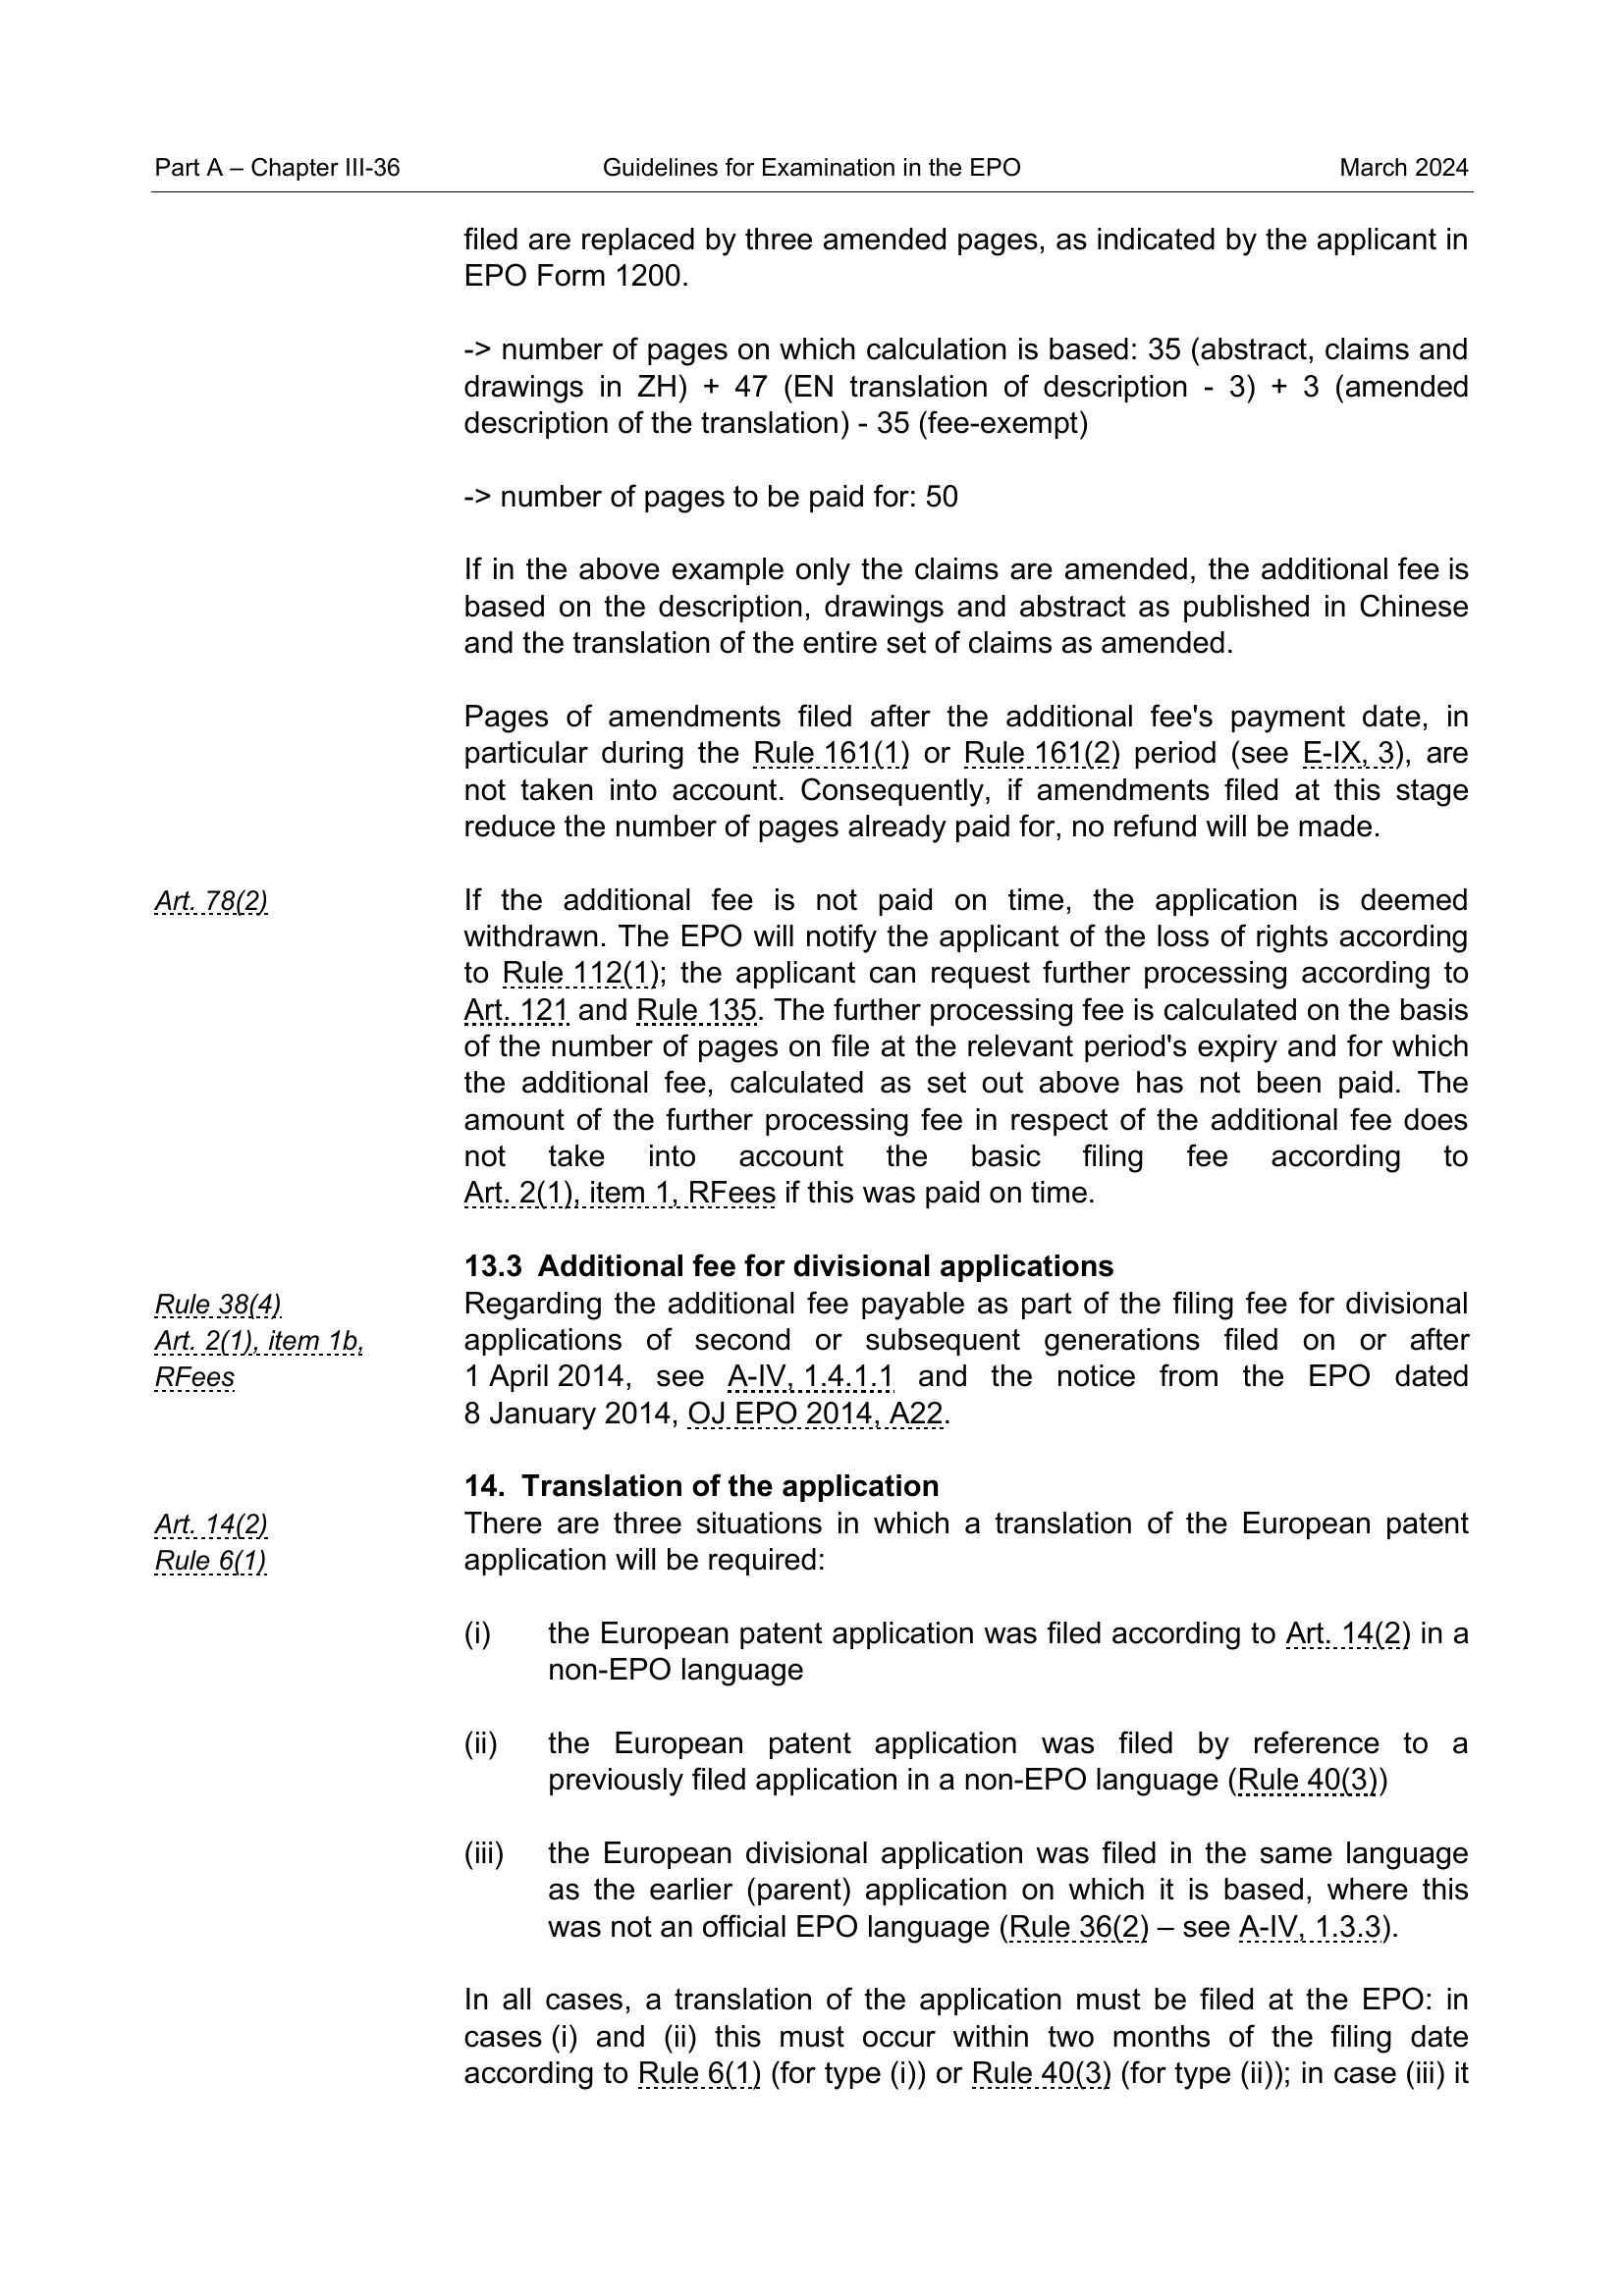 Part A – Chapter III-36 Guidelines for Examination in the EPO March 2024
filed are replaced by three amended pages, as indicated by the applicant in
EPO Form 1200.
-> number of pages on which calculation is based: 35 (abstract, claims and
drawings in ZH) + 47 (EN translation of description - 3) + 3 (amended
description of the translation) - 35 (fee-exempt)
-> number of pages to be paid for: 50
If in the above example only the claims are amended, the additional fee is
based on the description, drawings and abstract as published in Chinese
and the translation of the entire set of claims as amended.
Pages of amendments filed after the additional fee's payment date, in
particular during the Rule 161(1) or Rule 161(2) period (see E-IX, 3), are
not taken into account. Consequently, if amendments filed at this stage
reduce the number of pages already paid for, no refund will be made.
Art. 78(2)
If the additional fee is not paid on time, the application is deemed
withdrawn. The EPO will notify the applicant of the loss of rights according
to Rule 112(1); the applicant can request further processing according to
Art. 121 and Rule 135. The further processing fee is calculated on the basis
of the number of pages on file at the relevant period's expiry and for which
the additional fee, calculated as set out above has not been paid. The
amount of the further processing fee in respect of the additional fee does
not take into account the basic filing fee according to
Art. 2(1), item 1, RFees if this was paid on time.
13.3 Additional fee for divisional applications
Rule 38(4)
Art. 2(1), item 1b,
RFees
Regarding the additional fee payable as part of the filing fee for divisional
applications of second or subsequent generations filed on or after
1 April 2014, see A-IV, 1.4.1.1 and the notice from the EPO dated
8 January 2014, OJ EPO 2014, A22.
14. Translation of the application
Art. 14(2)
Rule 6(1)
There are three situations in which a translation of the European patent
application will be required:
(i) the European patent application was filed according to Art. 14(2) in a
non-EPO language
(ii) the European patent application was filed by reference to a
previously filed application in a non-EPO language (Rule 40(3))
(iii) the European divisional application was filed in the same language
as the earlier (parent) application on which it is based, where this
was not an official EPO language (Rule 36(2) – see A-IV, 1.3.3).
In all cases, a translation of the application must be filed at the EPO: in
cases (i) and (ii) this must occur within two months of the filing date
according to Rule 6(1) (for type (i)) or Rule 40(3) (for type (ii)); in case (iii) it